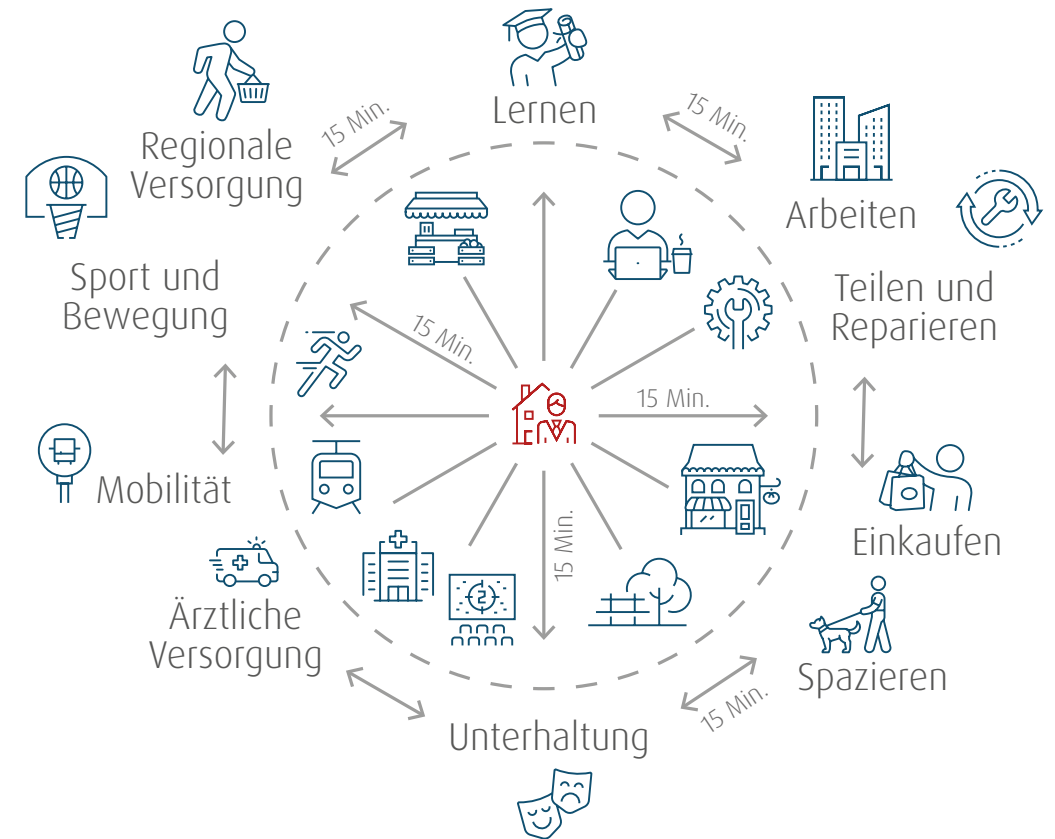 Lernen
15 Min.
15 Min.
Regionale
Versorgung
Arbeiten
Sport und
Bewegung
Teilen und
Reparieren
15 Min.
15 Min.
Mobilität
Einkaufen
15 Min.
Ärztliche
Versorgung
Spazieren
15 Min.
Unterhaltung
2